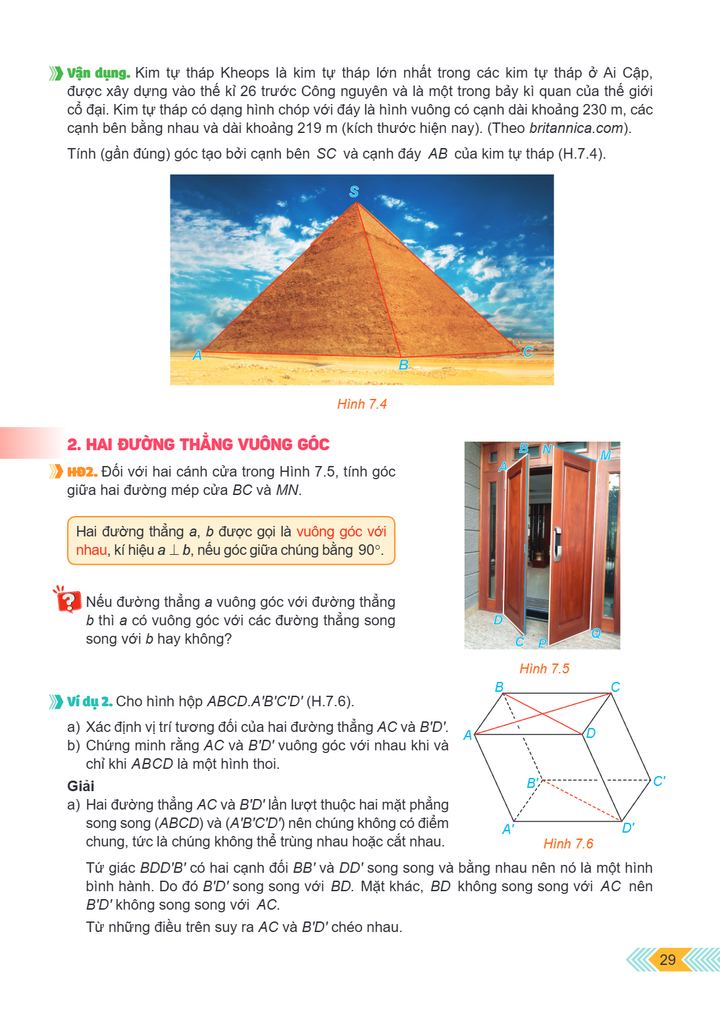 Vận dụng. Kim tự tháp Kheops là kim tự tháp lớn nhất trong các kim tự tháp ở Ai Cập,
được xây dựng vào thế kỉ 26 trước Công nguyên và là một trong bảy kì quan của thế giới
cổ đại. Kim tự tháp có dạng hình chóp với đáy là hình vuông có cạnh dài khoảng 230 m, các
cạnh bên bằng nhau và dài khoảng 219 m (kích thước hiện nay). (Theo britannica.com).
Tính (gần đúng) góc tạo bởi cạnh bên SC và cạnh đáy AB của kim tự tháp (H.7.4).
S
A
B
C
Hình 7.4
2. HAI ĐƯỜNG THẲNG VUÔNG GÓC
HĐ2. Đối với hai cánh cửa trong Hình 7.5, tính góc
giữa hai đường mép cửa BC và MN.
Hai đường thẳng a, b được gọi là vuông góc với
nhau, kí hiệu a ⊥ b, nếu góc giữa chúng bằng 90°.
?
Nếu đường thẳng a vuông góc với đường thẳng
b thì a có vuông góc với các đường thẳng song
song với b hay không?
A
B
N
M
D
C
P
Q
Hình 7.5
Ví dụ 2. Cho hình hộp ABCD.A'B'C'D' (H.7.6).
a) Xác định vị trí tương đối của hai đường thẳng AC và B'D'.
b) Chứng minh rằng AC và B'D' vuông góc với nhau khi và
chỉ khi ABCD là một hình thoi.
Giải
a) Hai đường thẳng AC và B'D' lần lượt thuộc hai mặt phẳng
song song (ABCD) và (A'B'C'D') nên chúng không có điểm
chung, tức là chúng không thể trùng nhau hoặc cắt nhau.
B
C
A
D
B'
C'
A'
D'
Hình 7.6
Tứ giác BDD'B' có hai cạnh đối BB' và DD' song song và bằng nhau nên nó là một hình
bình hành. Do đó B'D' song song với BD. Mặt khác, BD không song song với AC nên
B'D' không song song với AC.
Từ những điều trên suy ra AC và B'D' chéo nhau.
29